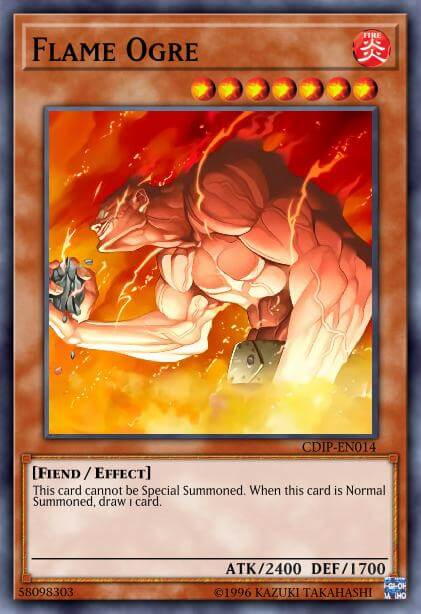 Flame Ogre
FIRE
炎
CDIP-EN014
[Fiend / Effect]
This card cannot be Special Summoned. When this card is Normal
Summoned, draw 1 card.
ATK/2400 DEF/1700
58098303
©1996 KAZUKI TAKAHASHI